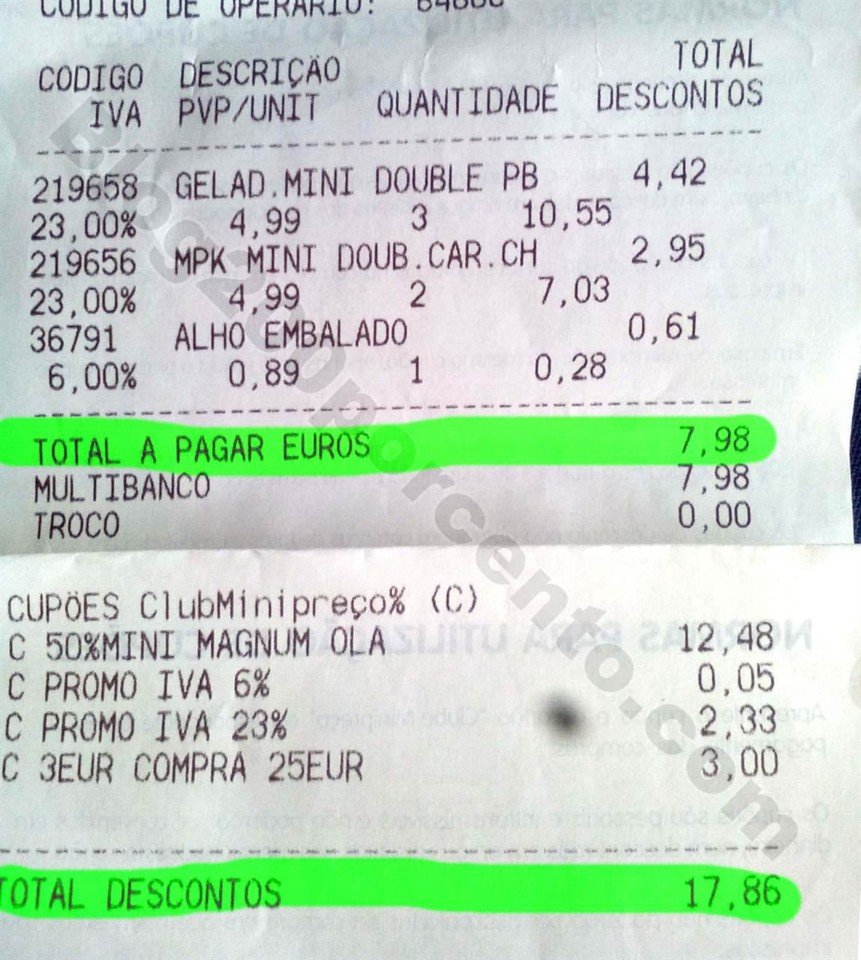 CODIGO DE OPERARIO:
TOTAL
CODIGO DESCRIÇÃO
IVA PVP/UNIT QUANTIDADE DESCONTOS
219658 GELAD.MINI DOUBLE PB 4,42
23,00% 4,99 3 10,55
219656 MPK MINI DOUB.CAR.CH 2,95
23,00% 4,99 2 7,03
36791 ALHO EMBALADO 0,61
6,00% 0,89 1 0,28
TOTAL A PAGAR EUROS 7,98
MULTIBANCO 7,98
TROCO 0,00
CUPÕES ClubMinipreço% (C)
C 50%MINI MAGNUM OLA 12,48
C PROMO IVA 6% 0,05
C PROMO IVA 23% 2,33
C 3EUR COMPRA 25EUR 3,00
TOTAL DESCONTOS 17,86
Blog200porcento.com